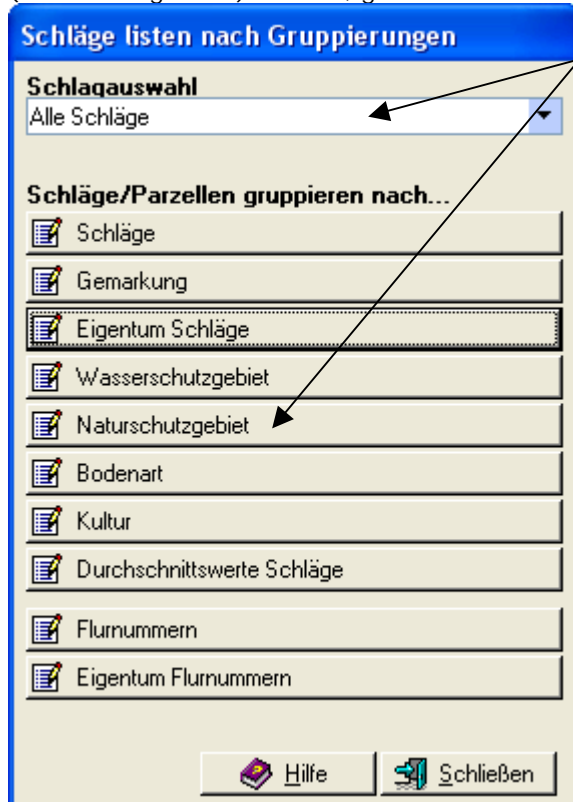 Schläge listen nach Gruppierungen
Schlagauswahl
Alle Schläge
Schläge/Parzellen gruppieren nach...
Schläge
Gemarkung
Eigentum Schläge
Wasserschutzgebiet
Naturschutzgebiet
Bodenart
Kultur
Durchschnittswerte Schläge
Flurnummern
Eigentum Flurnummern
Hilfe Schließen